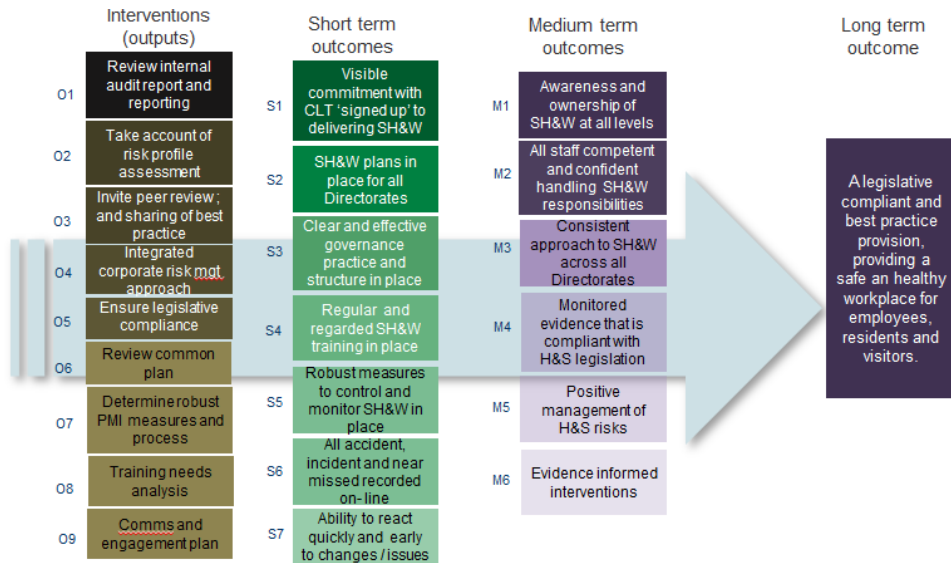 Interventions
(outputs)
O1
Review internal
audit report and
reporting
O2
Take account of
risk profile
assessment
O3
Invite peer review ;
and sharing of best
practice
O4
Integrated
corporate risk mgt
approach
O5
Ensure legislative
compliance
O6
Review common
plan
O7
Determine robust
PMI measures and
process
O8
Training needs
analysis
O9
Comms and
engagement plan
Short term
outcomes
S1
Visible
commitment with
CLT ‘signed up’ to
delivering SH&W
S2
SH&W plans in
place for all
Directorates
S3
Clear and effective
governance
practice and
structure in place
S4
Regular and
regarded SH&W
training in place
S5
Robust measures
to control and
monitor SH&W in
place
S6
All accident,
incident and near
missed recorded
on- line
S7
Ability to react
quickly and early
to changes / issues
Medium term
outcomes
M1
Awareness and
ownership of
SH&W at all levels
M2
All staff competent
and confident
handling SH&W
responsibilities
M3
Consistent
approach to SH&W
across all
Directorates
M4
Monitored
evidence that is
compliant with
H&S legislation
M5
Positive
management of
H&S risks
M6
Evidence informed
interventions
Long term
outcome
A legislative
compliant and
best practice
provision,
providing a
safe an healthy
workplace for
employees,
residents and
visitors.